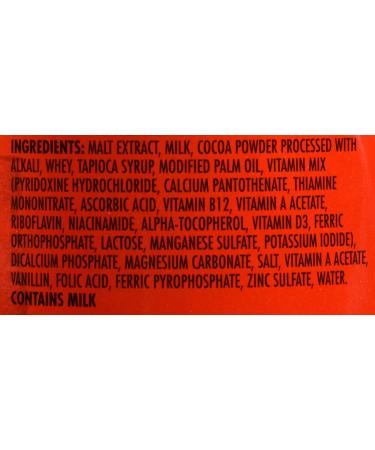 INGREDIENTS: MALT EXTRACT, MILK, COCOA POWDER PROCESSED WITH
ALKALI, WHEY, TAPIOCA SYRUP, MODIFIED PALM OIL, VITAMIN MIX
(PYRIDOXINE HYDROCHLORIDE, CALCIUM PANTOTHENATE, THIAMINE
MONONITRATE, ASCORBIC ACID, VITAMIN B12, VITAMIN A ACETATE,
RIBOFLAVIN, NIACINAMIDE, ALPHA-TOCOPHEROL, VITAMIN D3, FERRIC
ORTHOPHOSPHATE, LACTOSE, MANGANESE SULFATE, POTASSIUM IODIDE),
DICALCIUM PHOSPHATE, MAGNESIUM CARBONATE, SALT, VITAMIN A ACETATE,
VANILLIN, FOLIC ACID, FERRIC PYROPHOSPHATE, ZINC SULFATE, WATER.
CONTAINS MILK